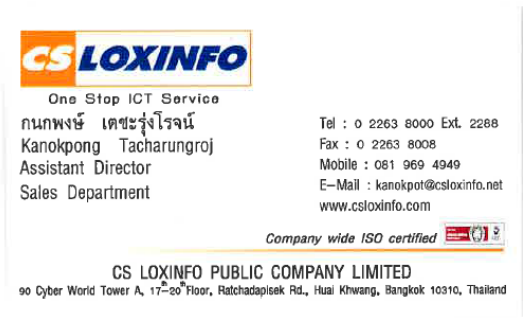 CS LOXINFO
One Stop ICT Service
กนกพงษ์ เตชะรุ่งโรจน์
Kanokpong Tacharungroj
Assistant Director
Sales Department
Tel : 0 2263 8000 Ext. 2288
Fax : 0 2263 8008
Mobile : 081 969 4949
E-Mail : kanokpot@csloxinfo.net
www.csloxinfo.com
Company wide ISO certified
CS LOXINFO PUBLIC COMPANY LIMITED
90 Cyber World Tower A, 17th-20th Floor, Ratchadapisek Rd., Huai Khwang, Bangkok 10310, Thailand